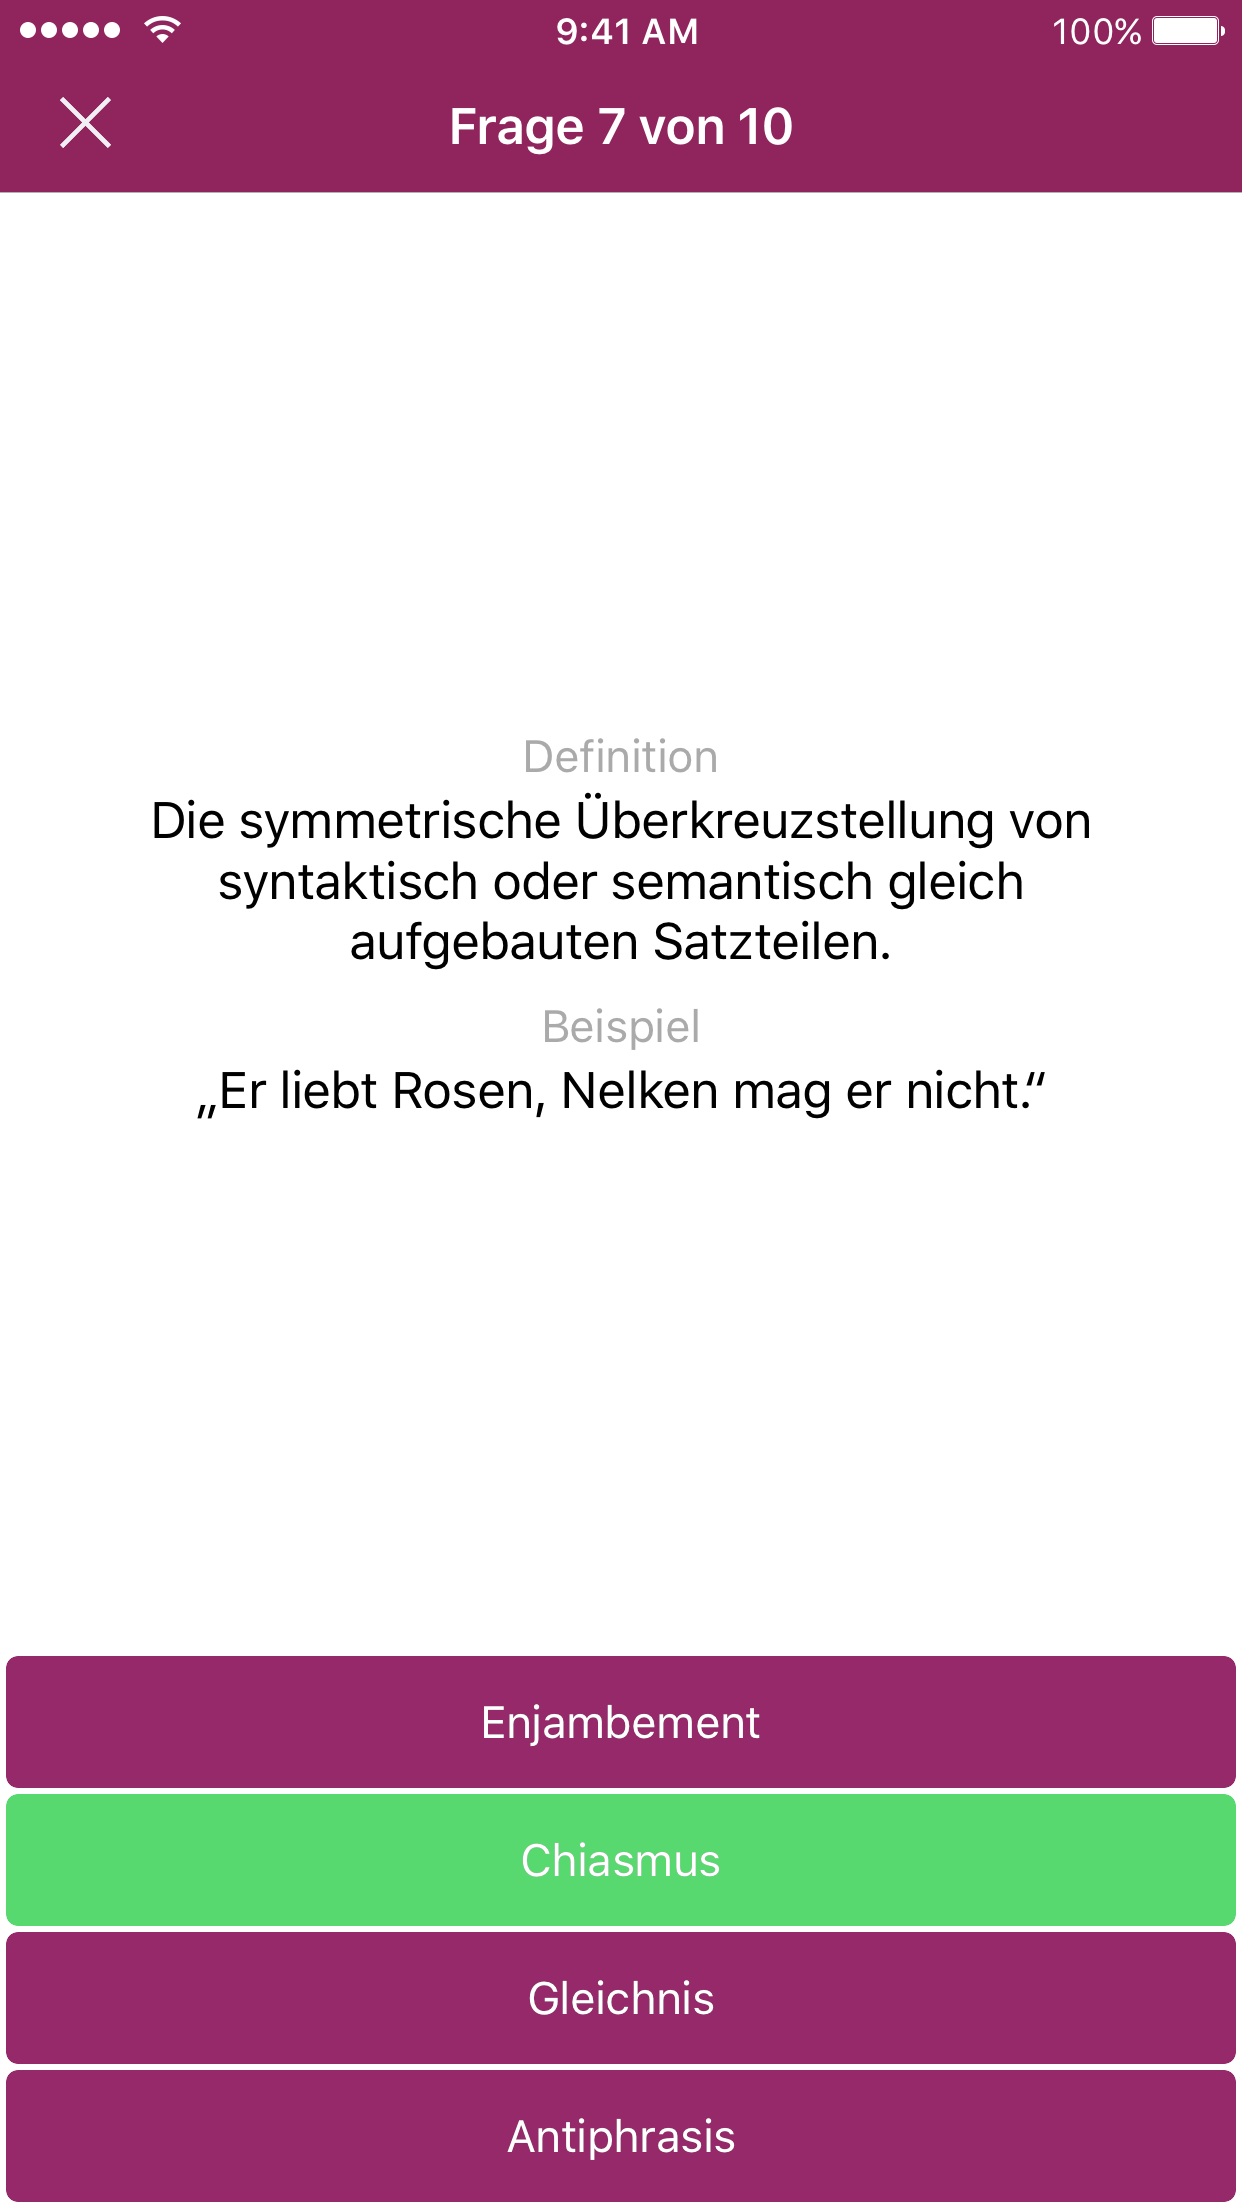 9:41 AM
100%
Frage 7 von 10
Definition
Die symmetrische Überkreuzstellung von
syntaktisch oder semantisch gleich
aufgebauten Satzteilen.
Beispiel
„Er liebt Rosen, Nelken mag er nicht.“
Enjambement
Chiasmus
Gleichnis
Antiphrasis